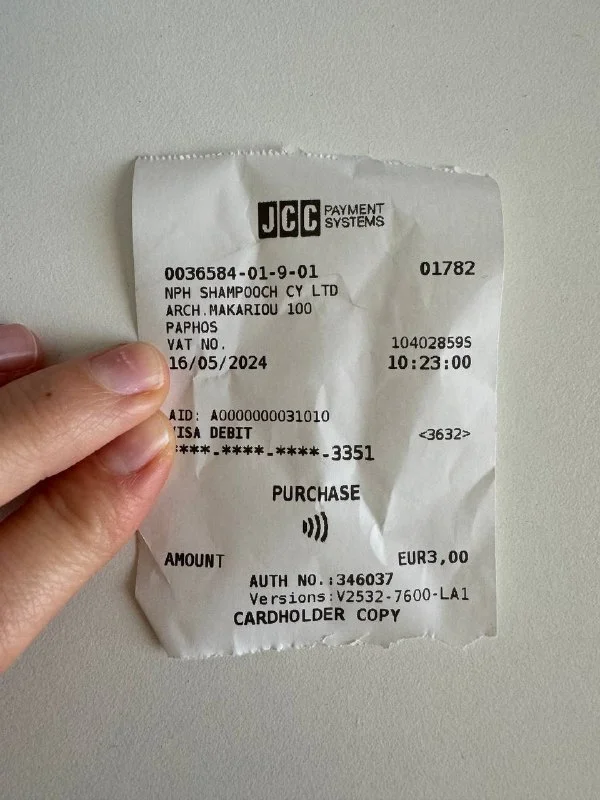 JCC PAYMENT SYSTEMS
0036584-01-9-01 01782
NPH SHAMPOOCH CY LTD
ARCH.MAKARIOU 100
PAPHOS
VAT NO. 10402859S
16/05/2024 10:23:00
AID: A0000000031010
VISA DEBIT <3632>
****-****-****-3351
PURCHASE
AMOUNT EUR3,00
AUTH NO.:346037
Versions:V2532-7600-LA1
CARDHOLDER COPY